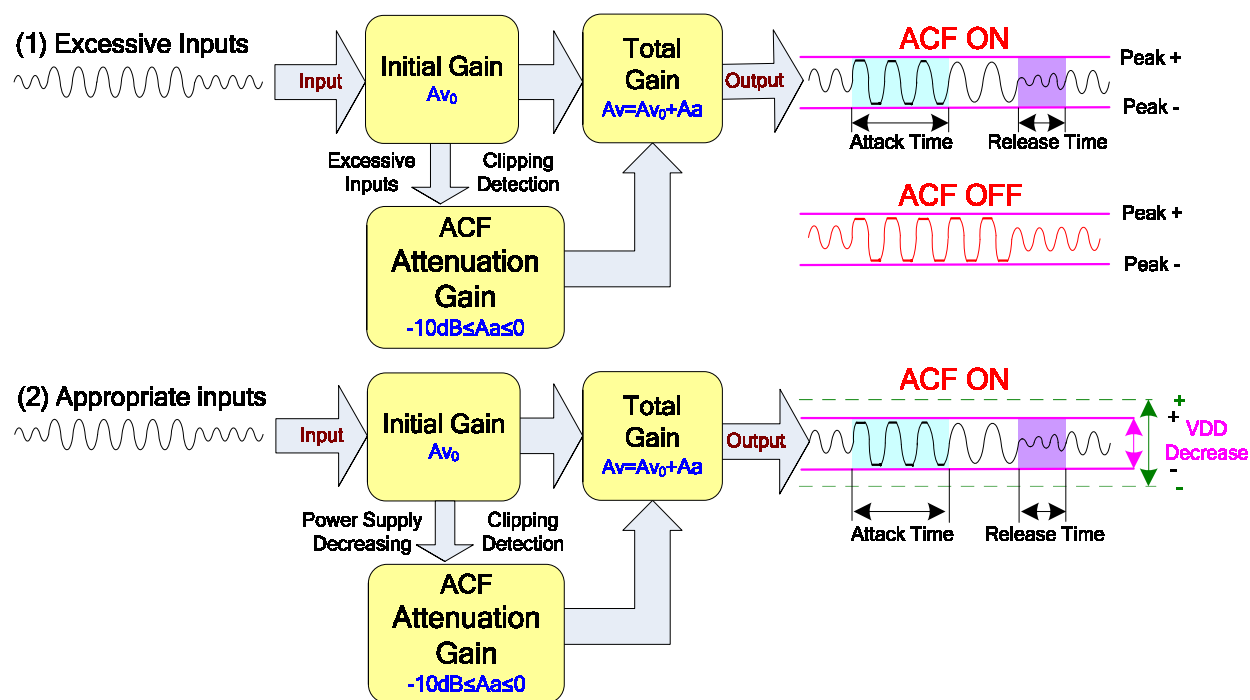 (1) Excessive Inputs
Input
Initial Gain
Av0
Total
Gain
Av=Av0+Aa
Output
ACF ON
Peak +
Peak -
Attack Time
Release Time
Excessive
Inputs
Clipping
Detection
ACF
Attenuation
Gain
-10dB≤Aa≤0
ACF OFF
Peak +
Peak -
(2) Appropriate inputs
Input
Initial Gain
Av0
Total
Gain
Av=Av0+Aa
Output
ACF ON
+
+
VDD
Decrease
-
-
Attack Time
Release Time
Power Supply
Decreasing
Clipping
Detection
ACF
Attenuation
Gain
-10dB≤Aa≤0